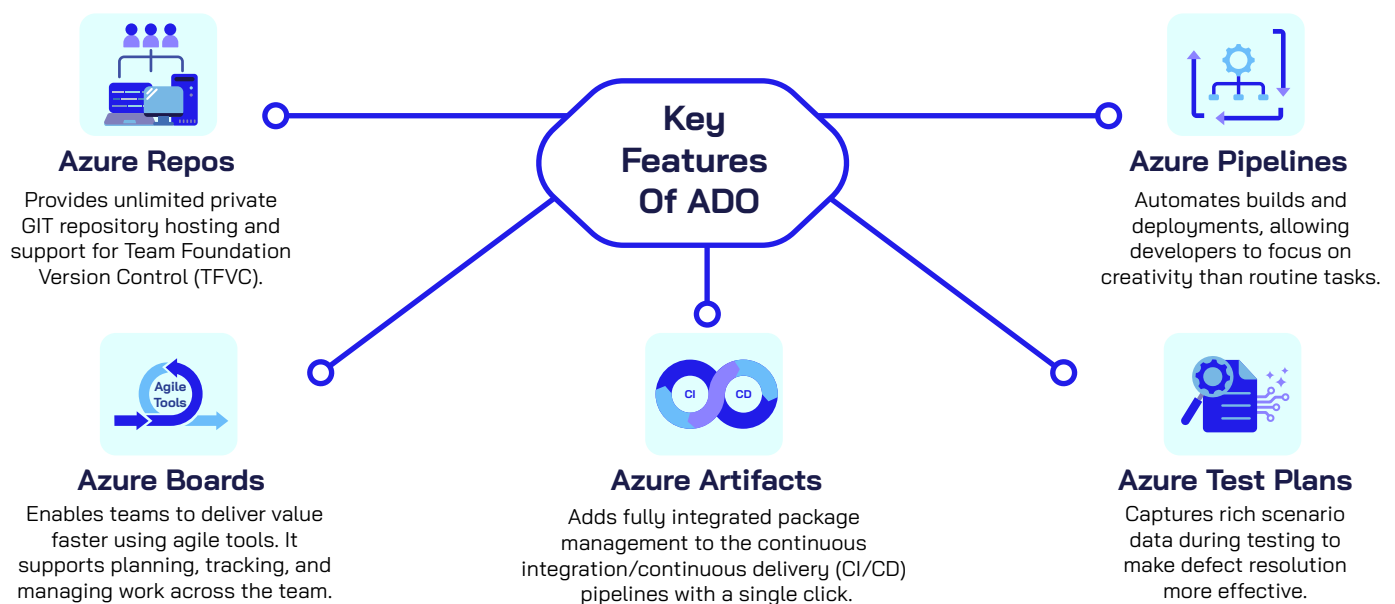 Key
Features
Of ADO
Azure Repos
Provides unlimited private
GIT repository hosting and
support for Team Foundation
Version Control (TFVC).
Azure Pipelines
Automates builds and
deployments, allowing
developers to focus on
creativity than routine tasks.
Agile
Tools
Azure Boards
Enables teams to deliver value
faster using agile tools. It
supports planning, tracking, and
managing work across the team.
CI
CD
Azure Artifacts
Adds fully integrated package
management to the continuous
integration/continuous delivery (CI/CD)
pipelines with a single click.
Azure Test Plans
Captures rich scenario
data during testing to
make defect resolution
more effective.